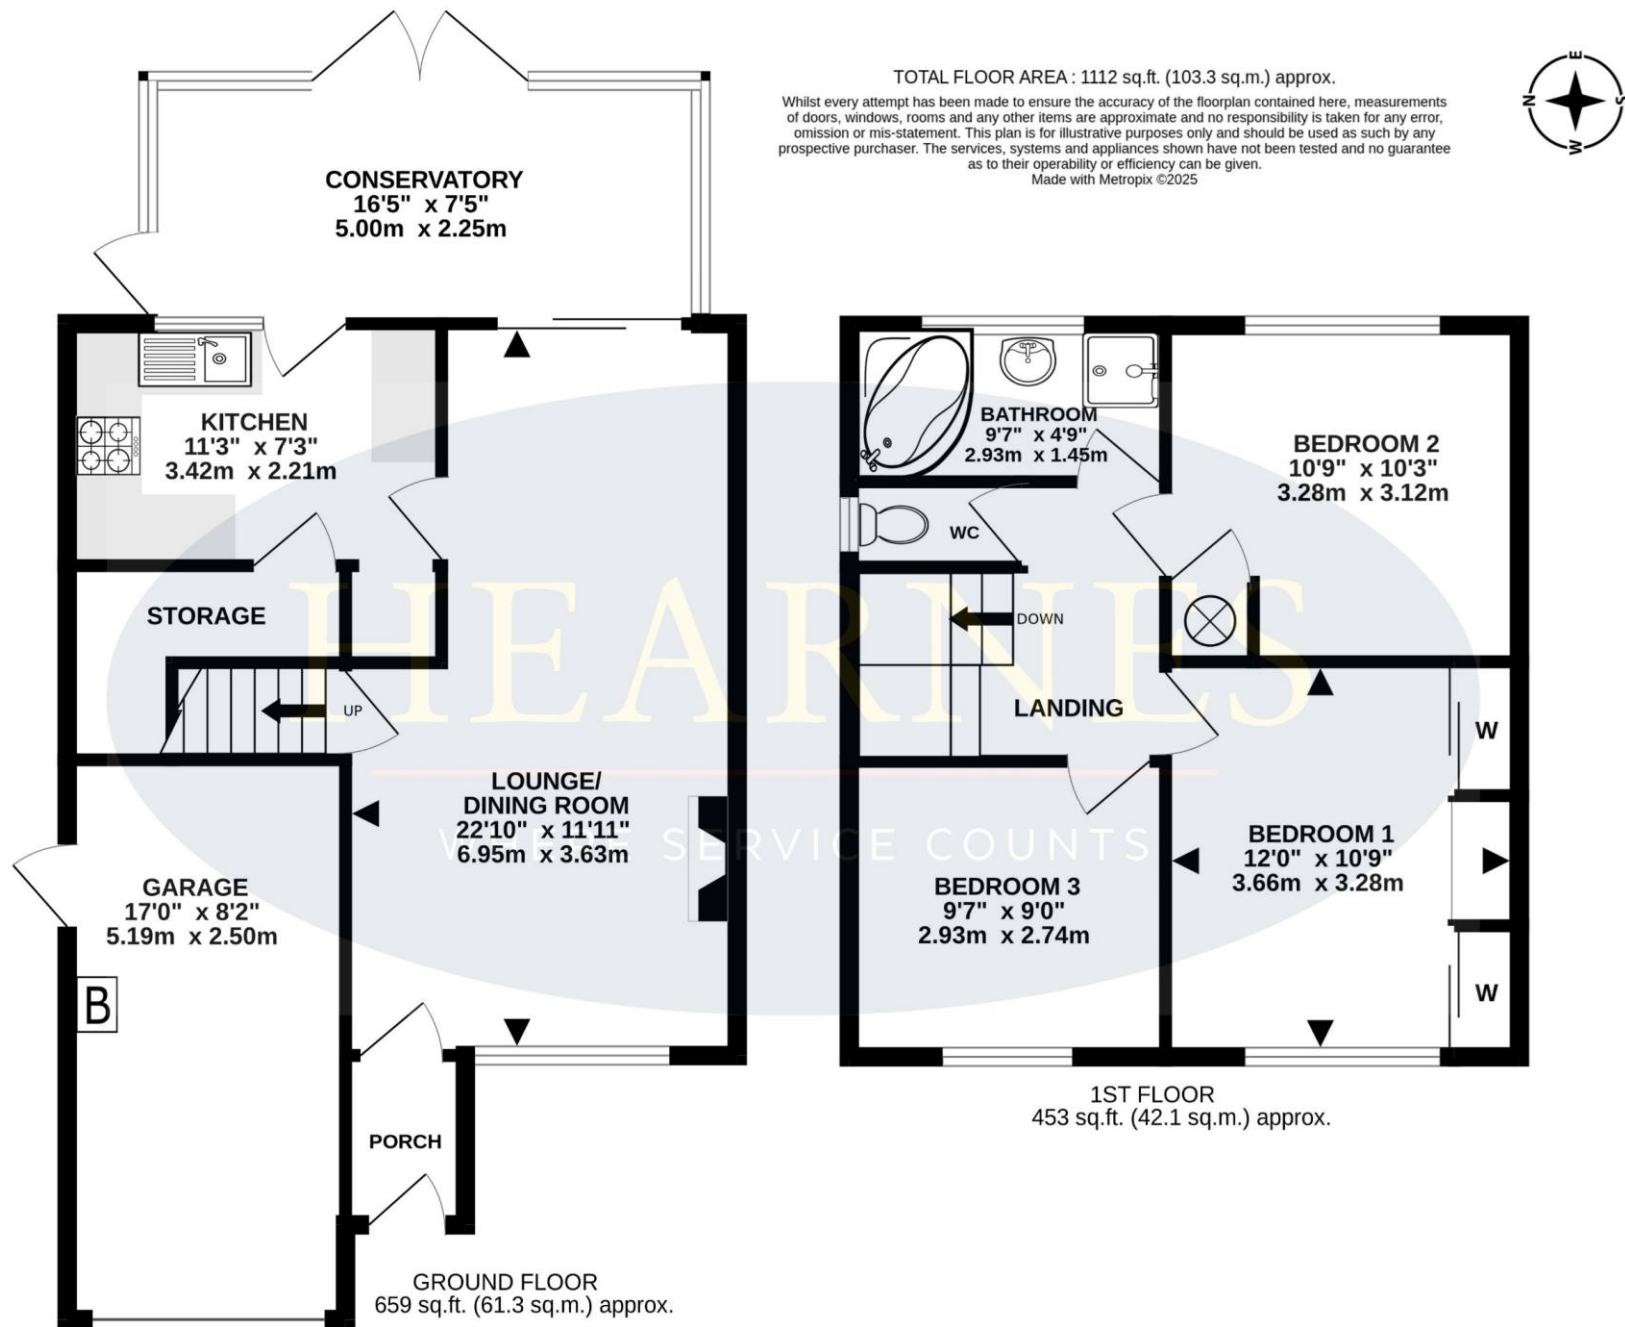 TOTAL FLOOR AREA : 1112 sq.ft. (103.3 sq.m.) approx.
Whilst every attempt has been made to ensure the accuracy of the floorplan contained here, measurements
of doors, windows, rooms and any other items are approximate and no responsibility is taken for any error,
omission or mis-statement. This plan is for illustrative purposes only and should be used as such by any
prospective purchaser. The services, systems and appliances shown have not been tested and no guarantee
as to their operability or efficiency can be given.
Made with Metropix ©2025
E
N
S
W
CONSERVATORY
16'5" x 7'5"
5.00m x 2.25m
KITCHEN
11'3" x 7'3"
3.42m x 2.21m
STORAGE
UP
LOUNGE/
DINING ROOM
22'10" x 11'11"
6.95m x 3.63m
GARAGE
17'0" x 8'2"
5.19m x 2.50m
B
PORCH
GROUND FLOOR
659 sq.ft. (61.3 sq.m.) approx.
BATHROOM
9'7" x 4'9"
2.93m x 1.45m
BEDROOM 2
10'9" x 10'3"
3.28m x 3.12m
WC
DOWN
LANDING
W
BEDROOM 1
12'0" x 10'9"
3.66m x 3.28m
BEDROOM 3
9'7" x 9'0"
2.93m x 2.74m
W
1ST FLOOR
453 sq.ft. (42.1 sq.m.) approx.
HEARNES
WHERE SERVICE COUNTS